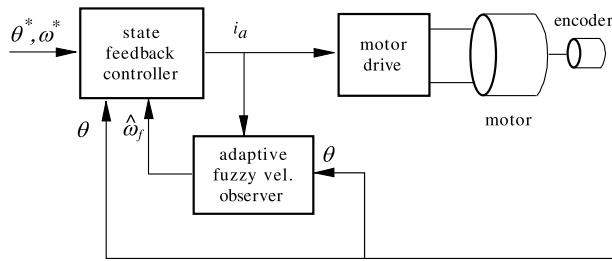 θ*,ω*
state
feedback
controller
i_a
motor
drive
encoder
motor
θ
ω̂_f
adaptive
fuzzy vel.
observer
θ